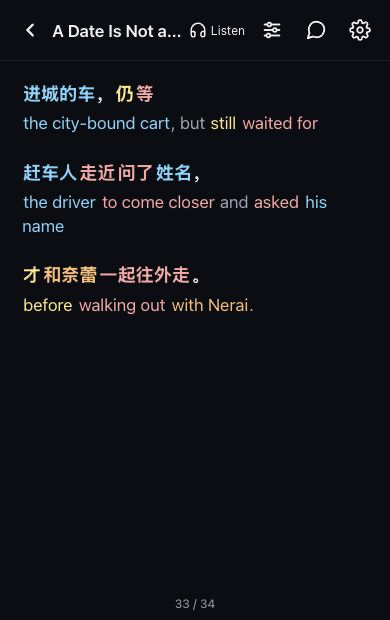 A Date Is Not a... Listen
进城的车，仍等
the city-bound cart, but still waited for
赶车人走近问了姓名，
the driver to come closer and asked his
name
才和奈蕾一起往外走。
before walking out with Nerai.
33 / 34